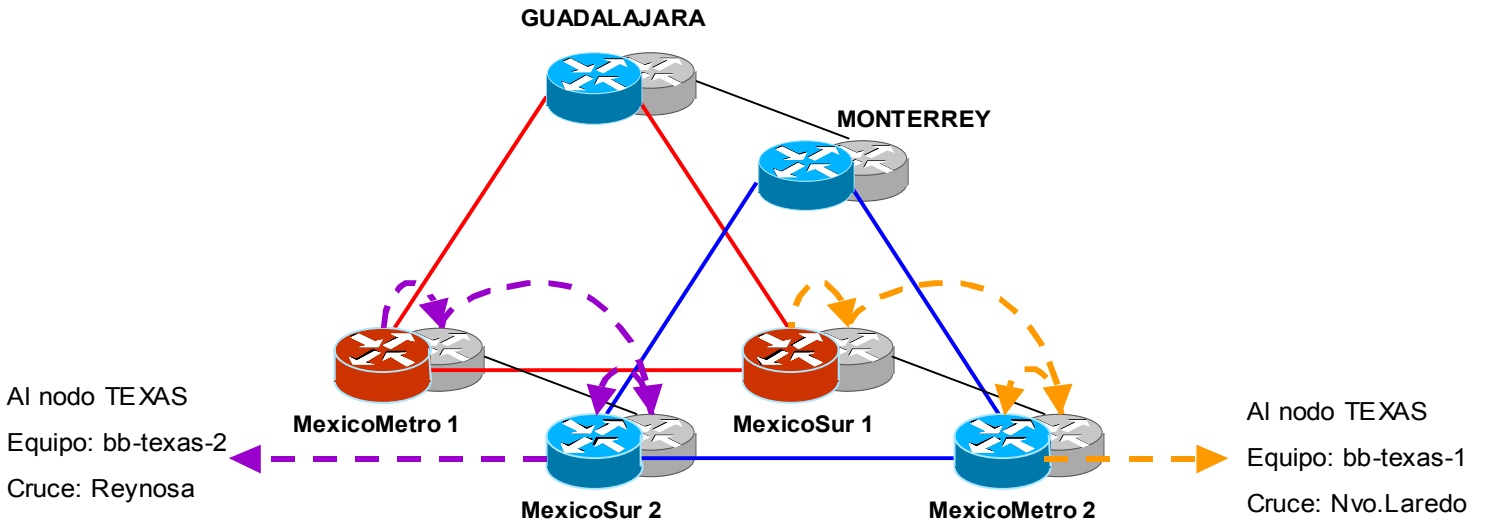 GUADALAJARA
MONTERREY
MexicoMetro 1
MexicoSur 1
Al nodo TEXAS
Equipo: bb-texas-2
Cruce: Reynosa
Al nodo TEXAS
Equipo: bb-texas-1
Cruce: Nvo.Laredo
MexicoSur 2
MexicoMetro 2